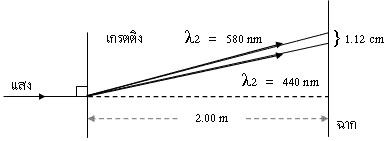 เกรตติง
λ2 = 580 nm
} 1.12 cm
แสง
λ2 = 440 nm
2.00 m
ฉาก